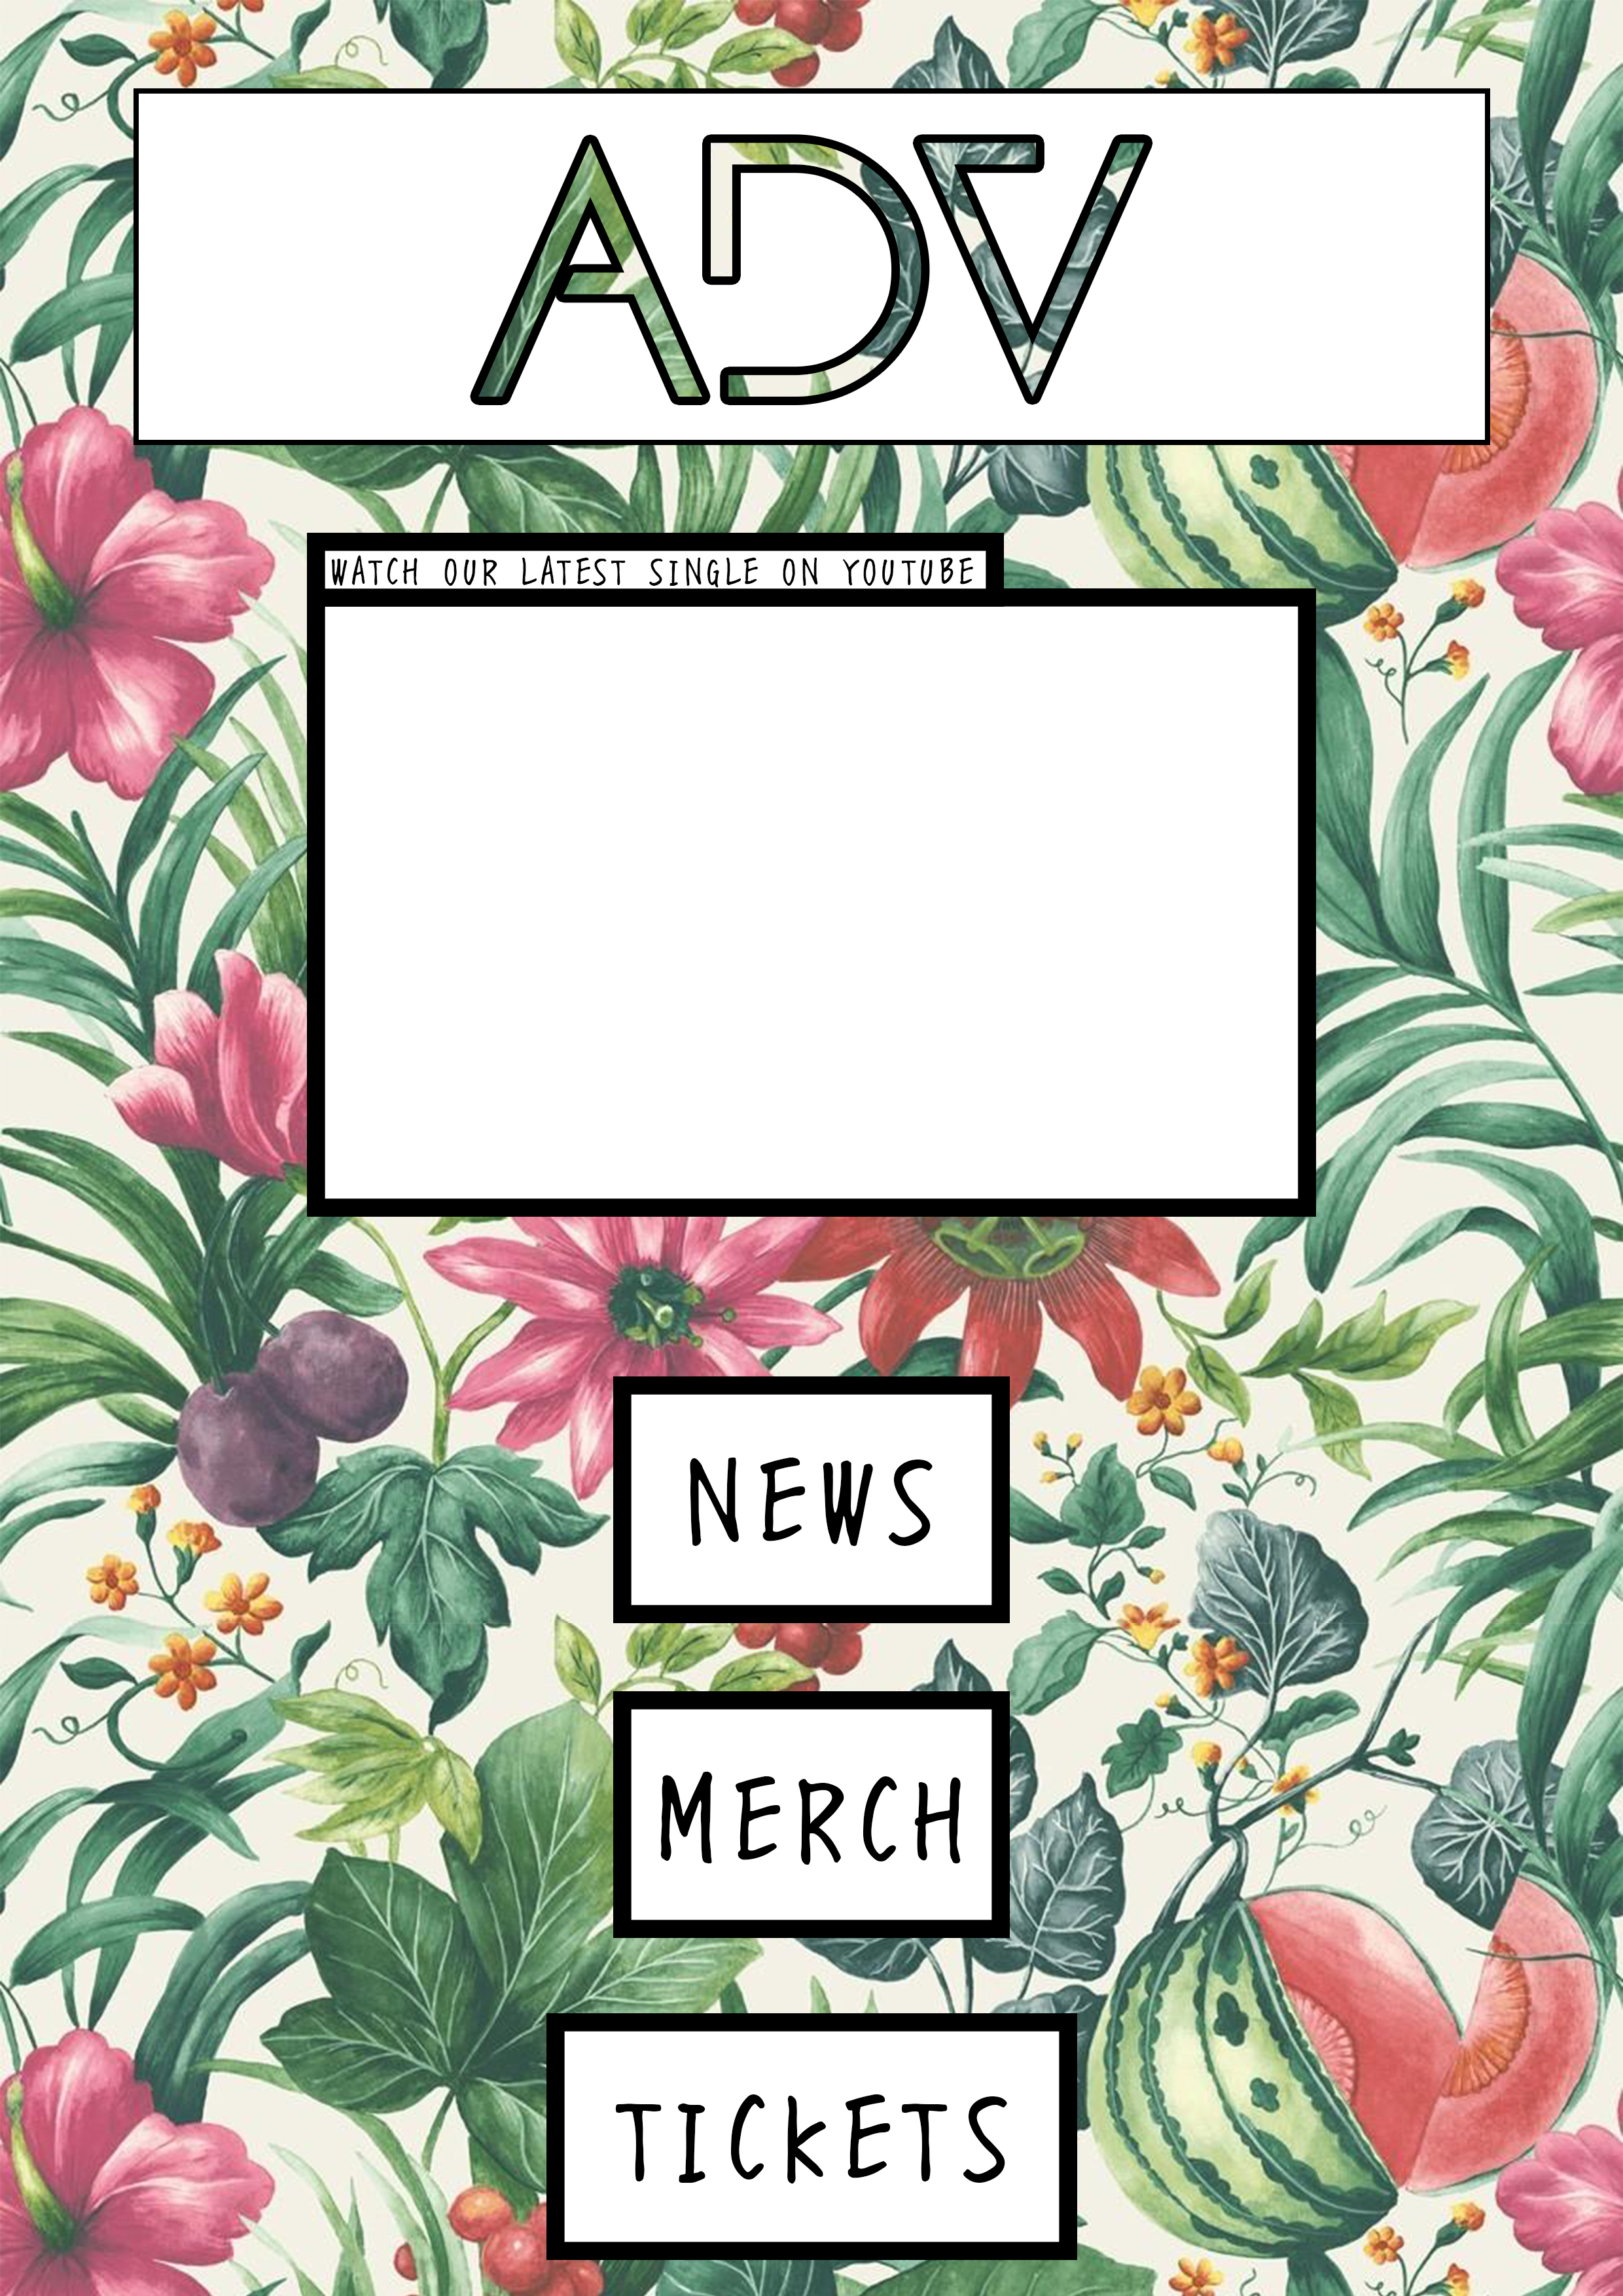 ADV
WATCH OUR LATEST SINGLE ON YOUTUBE
NEWS
MERCH
TICKETS